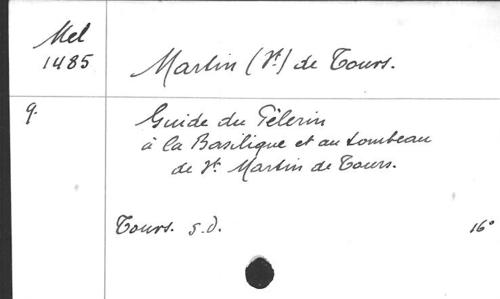 Mel
1485
Martin (St) de Tours.
9.
Guide du Pèlerin
à la Basilique et au tombeau
de St Martin de Tours.
Tours. s.d.
16°